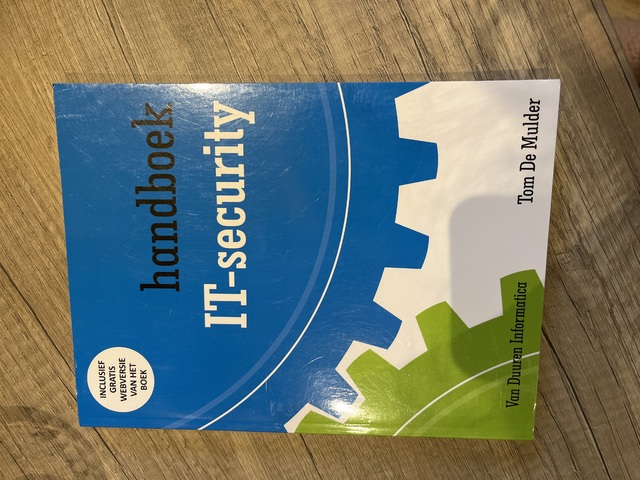 INCLUSIEF
GRATIS
WEBVERSIE
VAN HET
BOEK
handboek
IT-security
Tom De Mulder
Van Duuren Informatica